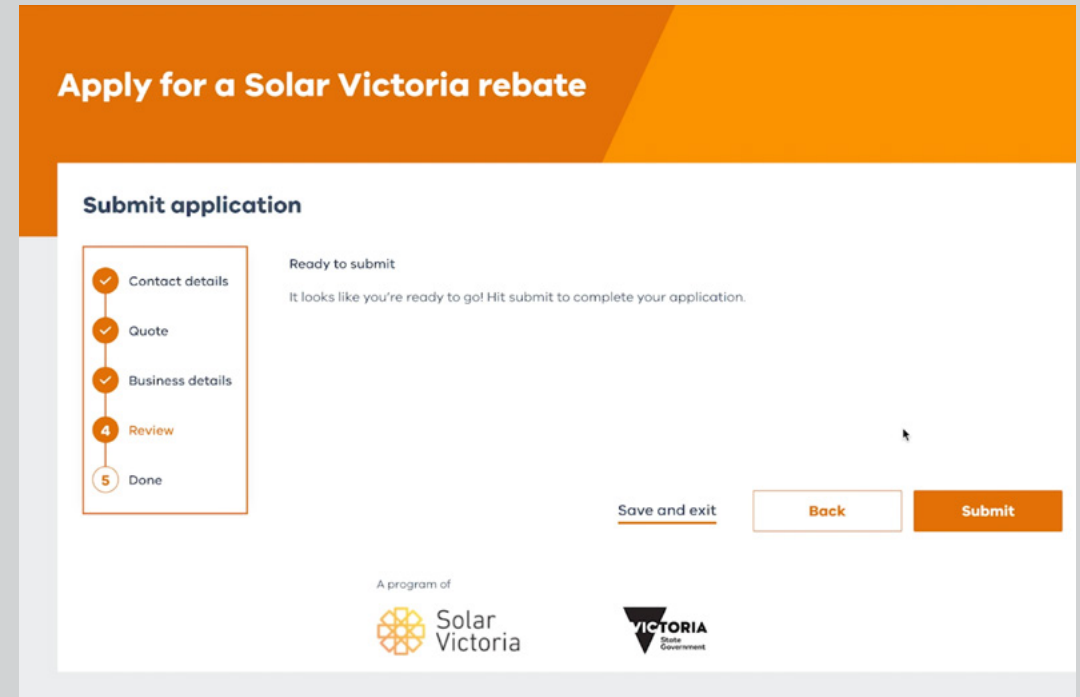 Apply for a Solar Victoria rebate
Submit application
Contact details
Quote
Business details
4 Review
5 Done
Ready to submit
It looks like you're ready to go! Hit submit to complete your application.
Save and exit
Back
Submit
A program of
Solar
Victoria
VICTORIA
State
Government